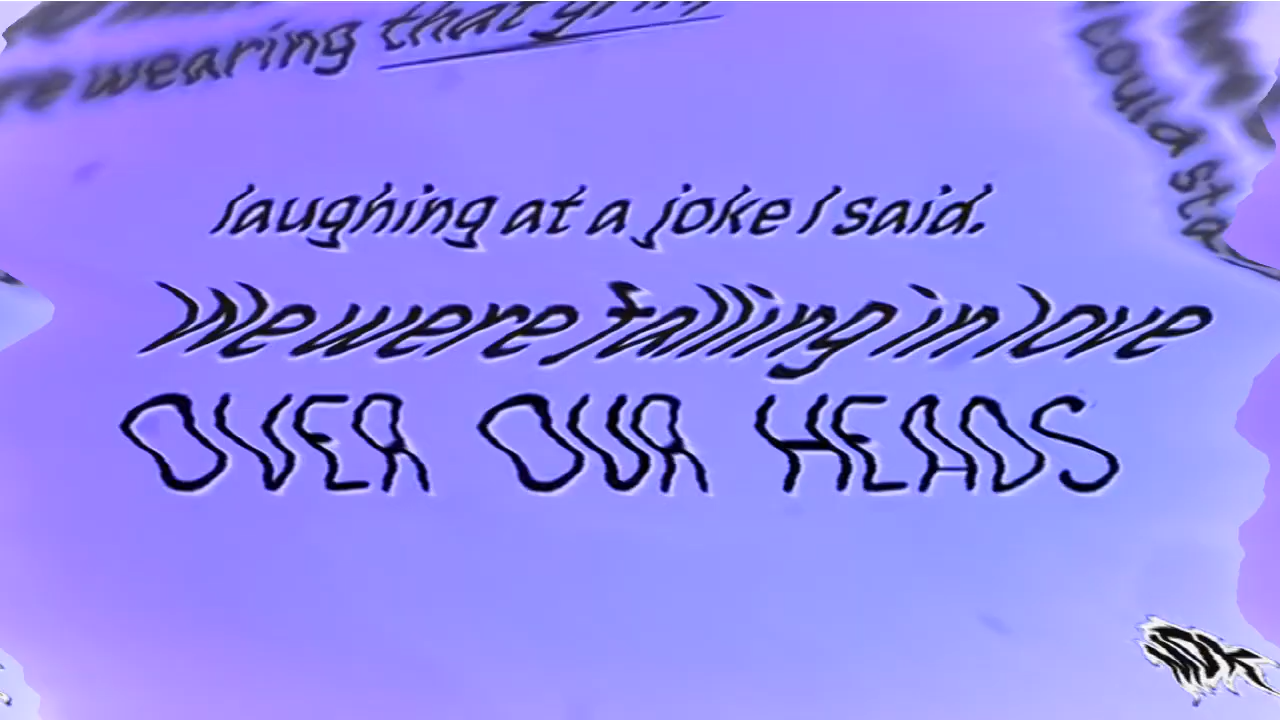 wearing that
could sta
laughing at a joke I said.
We were falling in love
OVER OUR HEADS